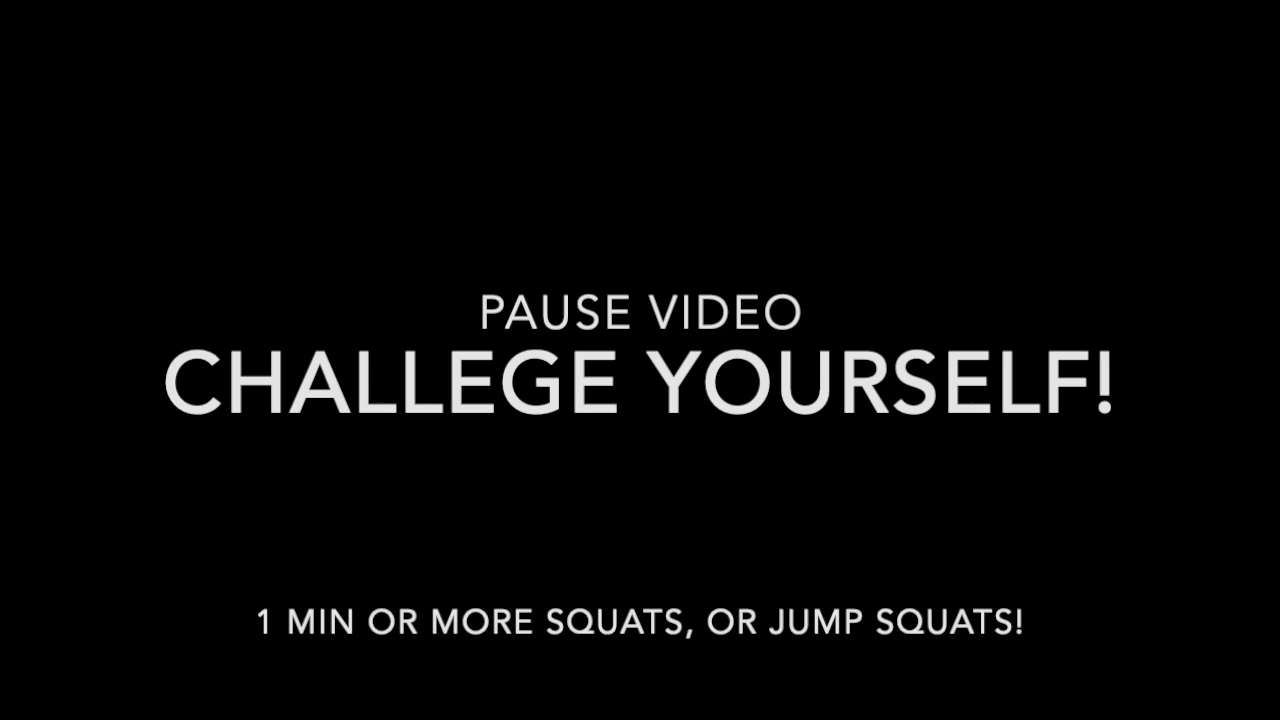 PAUSE VIDEO
CHALLEGE YOURSELF!
1 MIN OR MORE SQUATS, OR JUMP SQUATS!